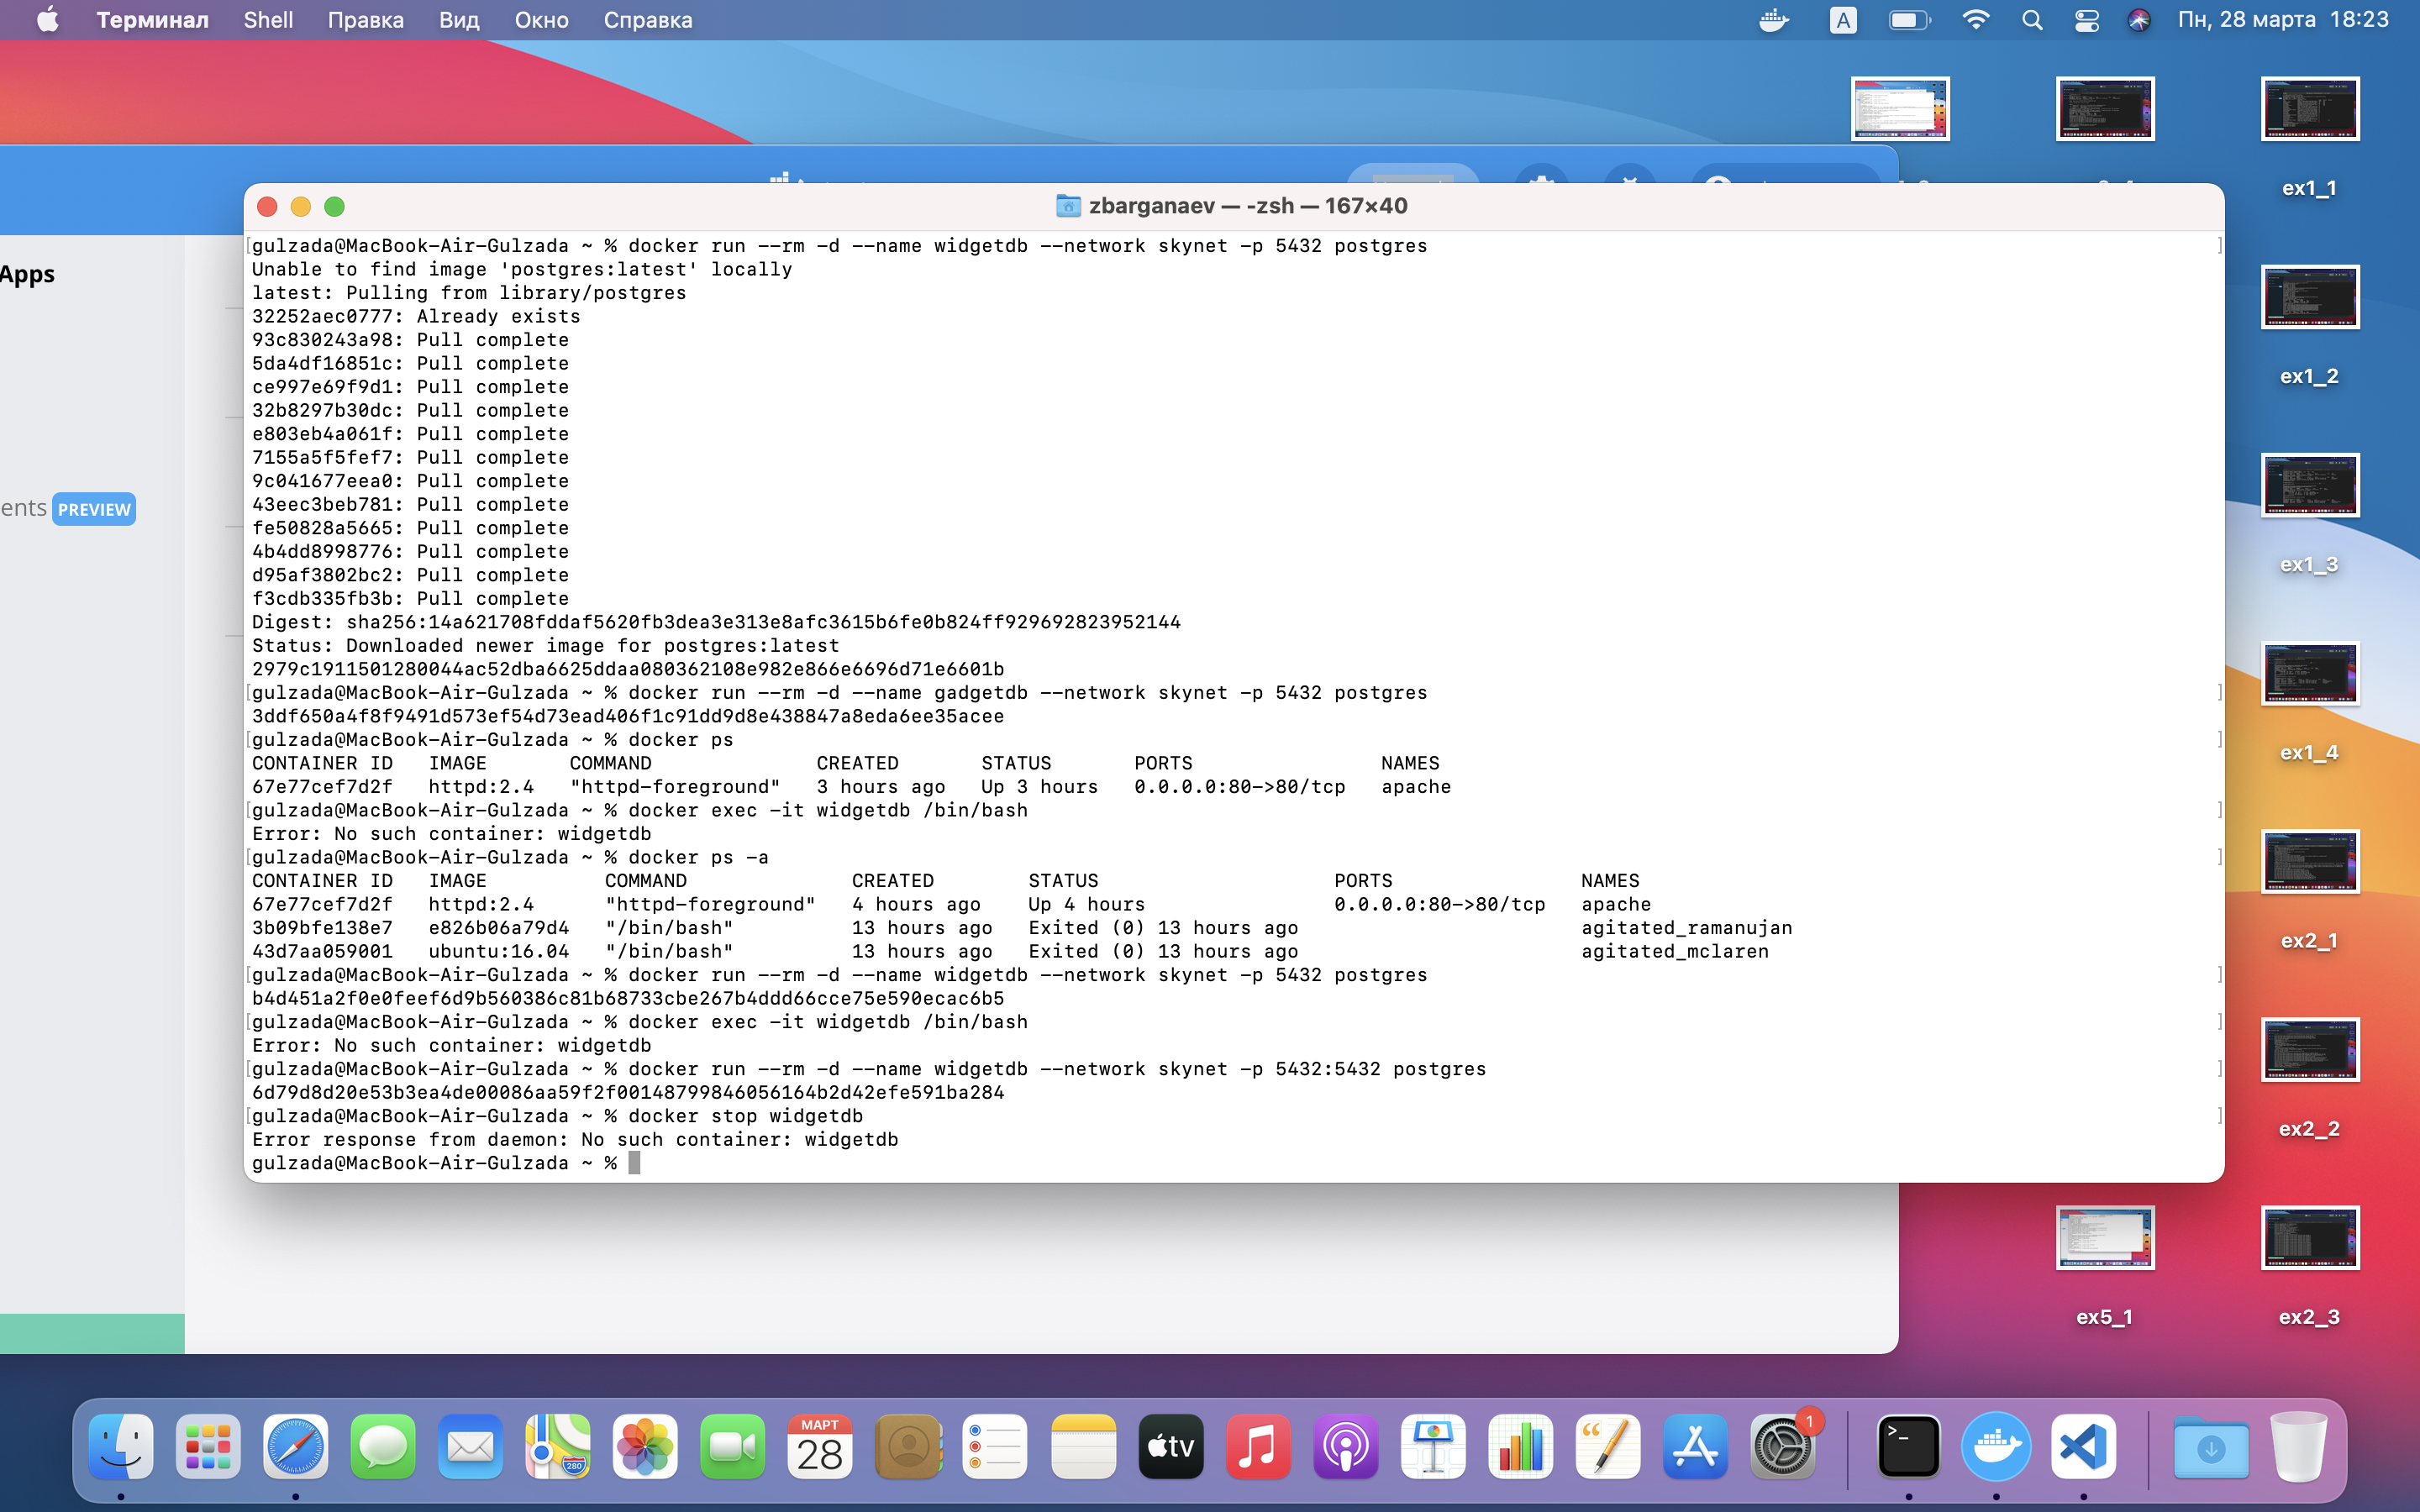 Терминал Shell Правка Вид Окно Справка A Пн, 28 марта 18:23
zbarganaev — -zsh — 167×40
Apps
ents PREVIEW
gulzada@MacBook-Air-Gulzada ~ % docker run --rm -d --name widgetdb --network skynet -p 5432 postgres
Unable to find image 'postgres:latest' locally
latest: Pulling from library/postgres
32252aec0777: Already exists
93c830243a98: Pull complete
5da4df16851c: Pull complete
ce997e69f9d1: Pull complete
32b8297b30dc: Pull complete
e803eb4a061f: Pull complete
7155a5f5fef7: Pull complete
9c041677eea0: Pull complete
43eec3beb781: Pull complete
fe50828a5665: Pull complete
4b4dd8998776: Pull complete
d95af3802bc2: Pull complete
f3cdb335fb3b: Pull complete
Digest: sha256:14a621708fddaf5620fb3dea3e313e8afc3615b6fe0b824ff929692823952144
Status: Downloaded newer image for postgres:latest
2979c1911501280044ac52dba6625ddaa080362108e982e866e6696d71e6601b
gulzada@MacBook-Air-Gulzada ~ % docker run --rm -d --name gadgetdb --network skynet -p 5432 postgres
3ddf650a4f8f9491d573ef54d73ead406f1c91dd9d8e438847a8eda6ee35acee
gulzada@MacBook-Air-Gulzada ~ % docker ps
CONTAINER ID IMAGE COMMAND CREATED STATUS PORTS NAMES
67e77cef7d2f httpd:2.4 "httpd-foreground" 3 hours ago Up 3 hours 0.0.0.0:80->80/tcp apache
gulzada@MacBook-Air-Gulzada ~ % docker exec -it widgetdb /bin/bash
Error: No such container: widgetdb
gulzada@MacBook-Air-Gulzada ~ % docker ps -a
CONTAINER ID IMAGE COMMAND CREATED STATUS PORTS NAMES
67e77cef7d2f httpd:2.4 "httpd-foreground" 4 hours ago Up 4 hours 0.0.0.0:80->80/tcp apache
3b09bfe138e7 e826b06a79d4 "/bin/bash" 13 hours ago Exited (0) 13 hours ago agitated_ramanujan
43d7aa059001 ubuntu:16.04 "/bin/bash" 13 hours ago Exited (0) 13 hours ago agitated_mclaren
gulzada@MacBook-Air-Gulzada ~ % docker run --rm -d --name widgetdb --network skynet -p 5432 postgres
b4d451a2f0e0feef6d9b560386c81b68733cbe267b4ddd66cce75e590ecac6b5
gulzada@MacBook-Air-Gulzada ~ % docker exec -it widgetdb /bin/bash
Error: No such container: widgetdb
gulzada@MacBook-Air-Gulzada ~ % docker run --rm -d --name widgetdb --network skynet -p 5432:5432 postgres
6d79d8d20e53b3ea4de00086aa59f2f00148799846056164b2d42efe591ba284
gulzada@MacBook-Air-Gulzada ~ % docker stop widgetdb
Error response from daemon: No such container: widgetdb
gulzada@MacBook-Air-Gulzada ~ %
ex1_1
ex1_2
ex1_3
ex1_4
ex2_1
ex2_2
ex5_1 ex2_3
280
МАРТ
28
tv
1
>_